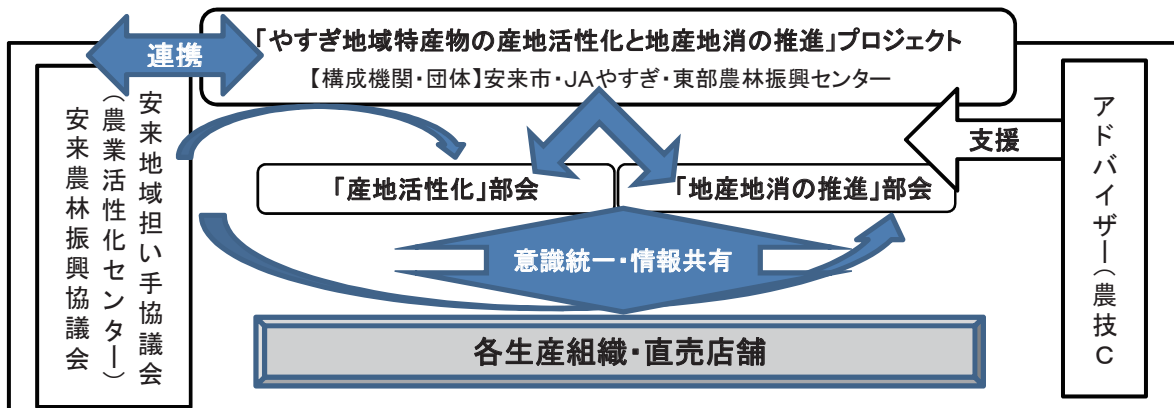 「やすぎ地域特産物の産地活性化と地産地消の推進」プロジェクト
【構成機関・団体】安来市・JAやすぎ・東部農林振興センター
連携
安来地域担い手協議会
（農業活性化センター）
安来農林振興協議会
支援
アドバイザー（農技C
「産地活性化」部会
「地産地消の推進」部会
意識統一・情報共有
各生産組織・直売店舗